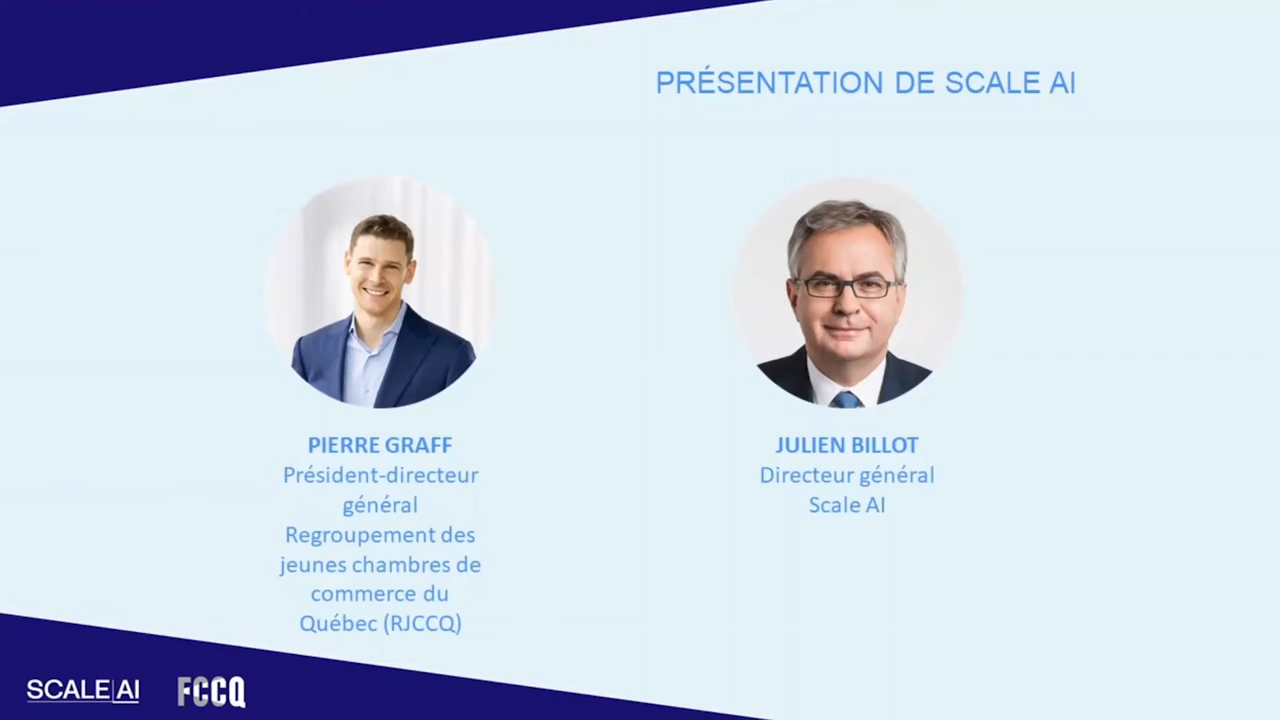 PRÉSENTATION DE SCALE AI
PIERRE GRAFF
Président-directeur
général
Regroupement des
jeunes chambres de
commerce du
Québec (RJCCQ)
JULIEN BILLOT
Directeur général
Scale AI
SCALE|AI
FCCQ